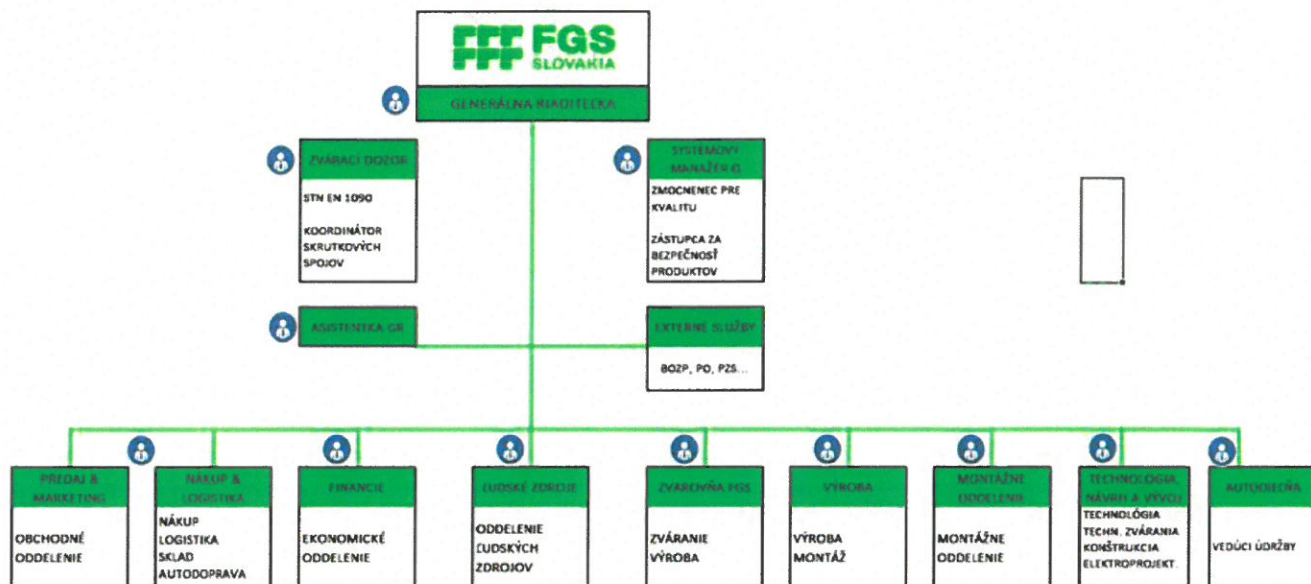 FGS
SLOVAKIA
GENERÁLNA RIADITEĽKA
ZVÁRACÍ DOZOR
STN EN 1090
KOORDINÁTOR
SKRUTKOVÝCH
SPOJOV
SYSTÉMOVÝ
MANAŽÉR Q
ZMOCNENEC PRE
KVALITU
ZÁSTUPCA ZA
BEZPEČNOSŤ
PRODUKTOV
ASISTENTKA GR
EXTERNÉ SLUŽBY
BOZP, PO, PZS...
PREDAJ &
MARKETING
OBCHODNÉ
ODDELENIE
NÁKUP &
LOGISTIKA
NÁKUP
LOGISTIKA
SKLAD
AUTODOPRAVA
FINANCIE
EKONOMICKÉ
ODDELENIE
ĽUDSKÉ ZDROJE
ODDELENIE
ĽUDSKÝCH
ZDROJOV
ZVAROVŇA FGS
ZVÁRANIE
VÝROBA
VÝROBA
VÝROBA
MONTÁŽ
MONTÁŽNE
ODDELENIE
MONTÁŽNE
ODDELENIE
TECHNOLÓGIA,
NÁVRH A VÝVOJ
TECHNOLÓGIA
TECHN. ZVÁRANIA
KONŠTRUKCIA
ELEKTROPROJEKT.
AUTODIELŇA
VEDÚCI ÚDRŽBY